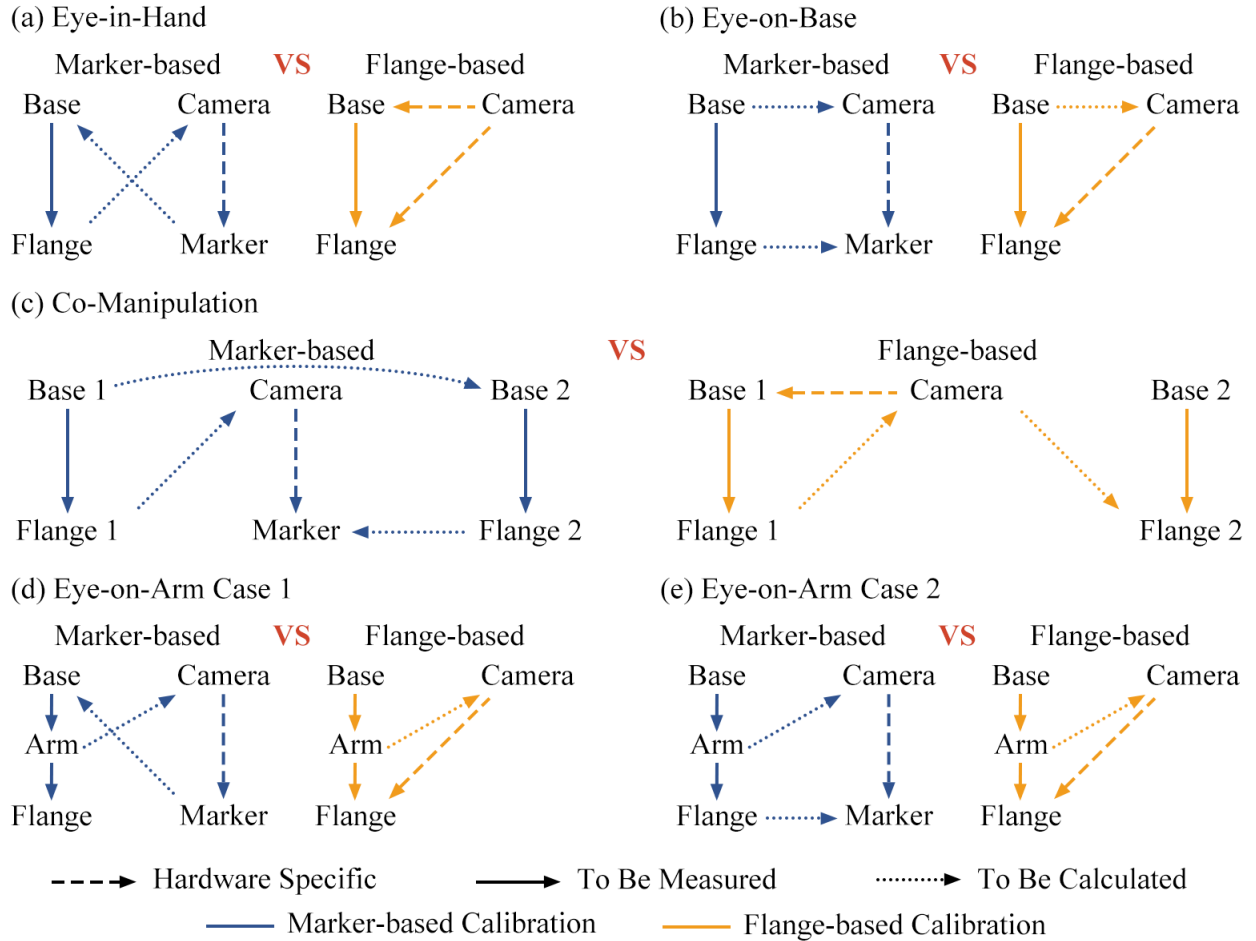 (a) Eye-in-Hand
Marker-based VS Flange-based
Base Camera Base Camera
Flange Marker Flange
(b) Eye-on-Base
Marker-based VS Flange-based
Base Camera Base Camera
Flange Marker Flange
(c) Co-Manipulation
Marker-based VS Flange-based
Base 1 Camera Base 2 Base 1 Camera Base 2
Flange 1 Marker Flange 2 Flange 1 Flange 2
(d) Eye-on-Arm Case 1
Marker-based VS Flange-based
Base Camera Base Camera
Arm Arm
Flange Marker Flange
(e) Eye-on-Arm Case 2
Marker-based VS Flange-based
Base Camera Base Camera
Arm Arm
Flange Marker Flange
Hardware Specific To Be Measured To Be Calculated
Marker-based Calibration Flange-based Calibration